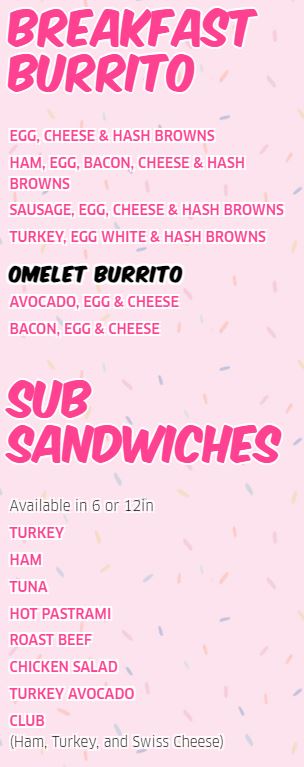 BREAKFAST
BURRITO
EGG, CHEESE & HASH BROWNS
HAM, EGG, BACON, CHEESE & HASH
BROWNS
SAUSAGE, EGG, CHEESE & HASH BROWNS
TURKEY, EGG WHITE & HASH BROWNS
OMELET BURRITO
AVOCADO, EGG & CHEESE
BACON, EGG & CHEESE
SUB
SANDWICHES
Available in 6 or 12in
TURKEY
HAM
TUNA
HOT PASTRAMI
ROAST BEEF
CHICKEN SALAD
TURKEY AVOCADO
CLUB
(Ham, Turkey, and Swiss Cheese)